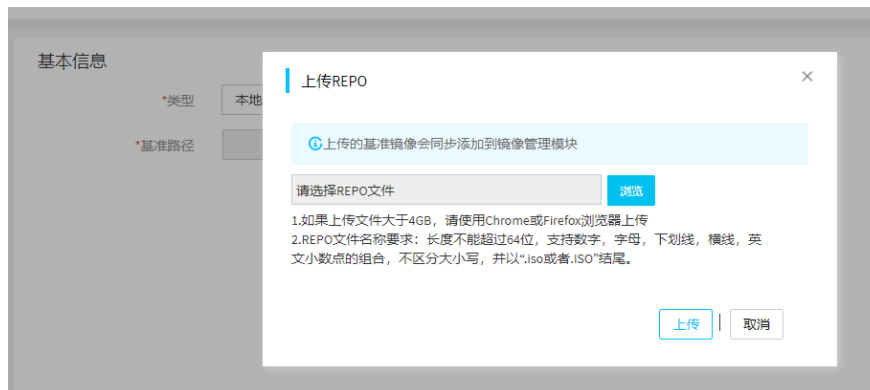 基本信息
上传REPO
*类型
本地
上传的基准镜像会同步添加到镜像管理模块
*基准路径
请选择REPO文件
浏览
1.如果上传文件大于4GB，请使用Chrome或Firefox浏览器上传
2.REPO文件名称要求：长度不能超过64位，支持数字，字母，下划线，横线，英
文小数点的组合，不区分大小写，并以“.iso或者.ISO”结尾。
上传
取消